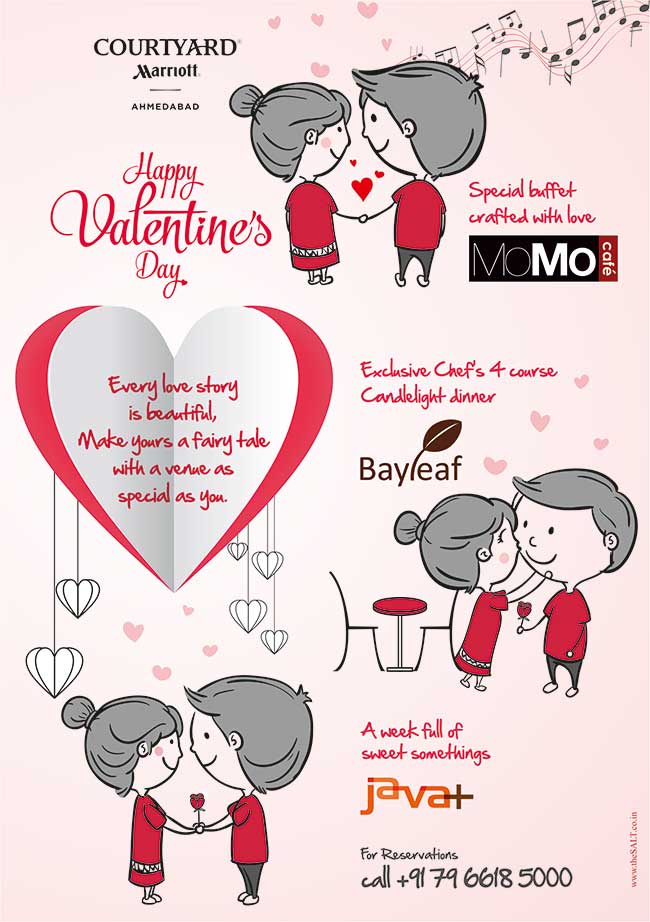 COURTYARD®
Marriott®
AHMEDABAD
Happy
Valentine's
Day
Special buffet
crafted with love
MoMo café
Every love story
is beautiful,
Make yours a fairy tale
with a venue as
special as you.
Exclusive Chef's 4 course
Candlelight dinner
Bayleaf
A week full of
sweet somethings
java+
For Reservations
call +91 79 6618 5000
www.theSALT.co.in